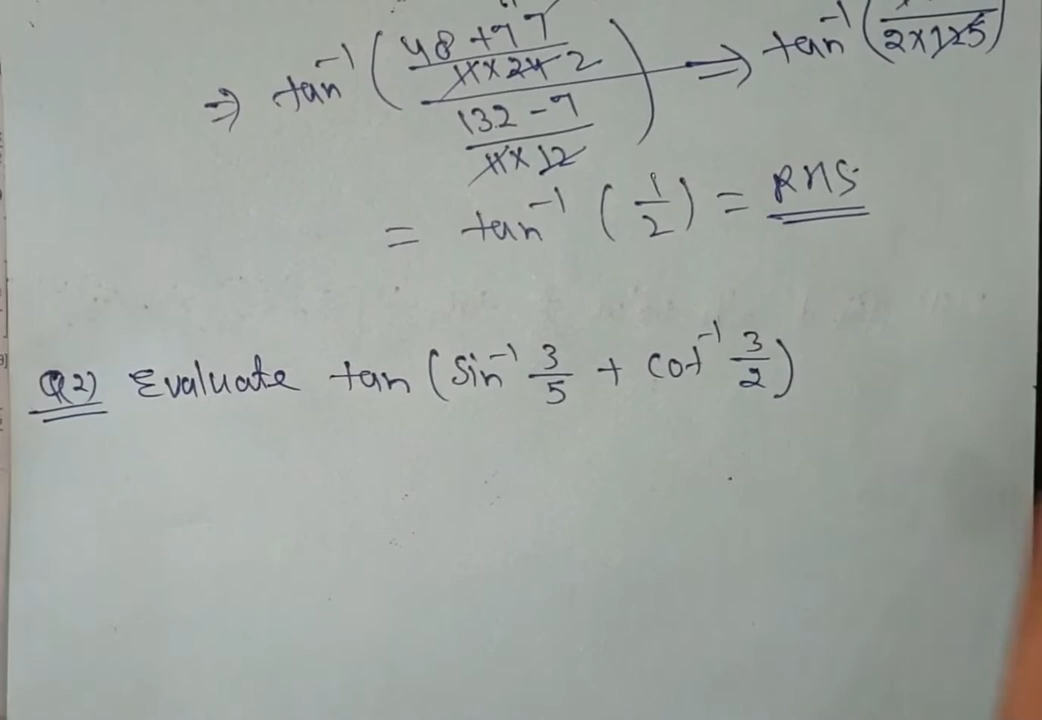 ⇒ tan⁻¹ ( (48 + 77)/(11 × 24 2) / (132 - 7)/(11 × 12) ) ⇒ tan⁻¹ ( /2×125)
= tan⁻¹ (1/2) = RHS
Q2) Evaluate tan (sin⁻¹ 3/5 + cot⁻¹ 3/2)